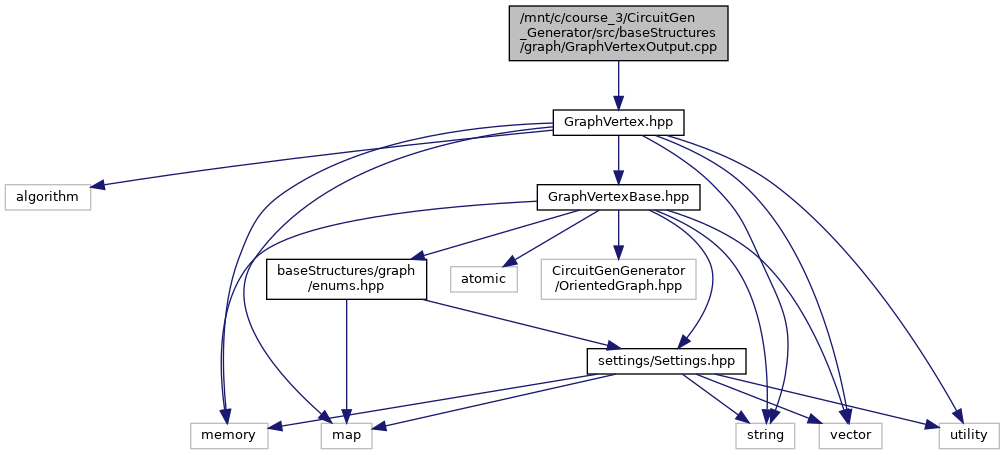 /mnt/c/course_3/CircuitGen
_Generator/src/baseStructures
/graph/GraphVertexOutput.cpp
GraphVertex.hpp
algorithm
GraphVertexBase.hpp
baseStructures/graph
/enums.hpp
atomic
CircuitGenGenerator
/OrientedGraph.hpp
settings/Settings.hpp
memory
map
string
vector
utility